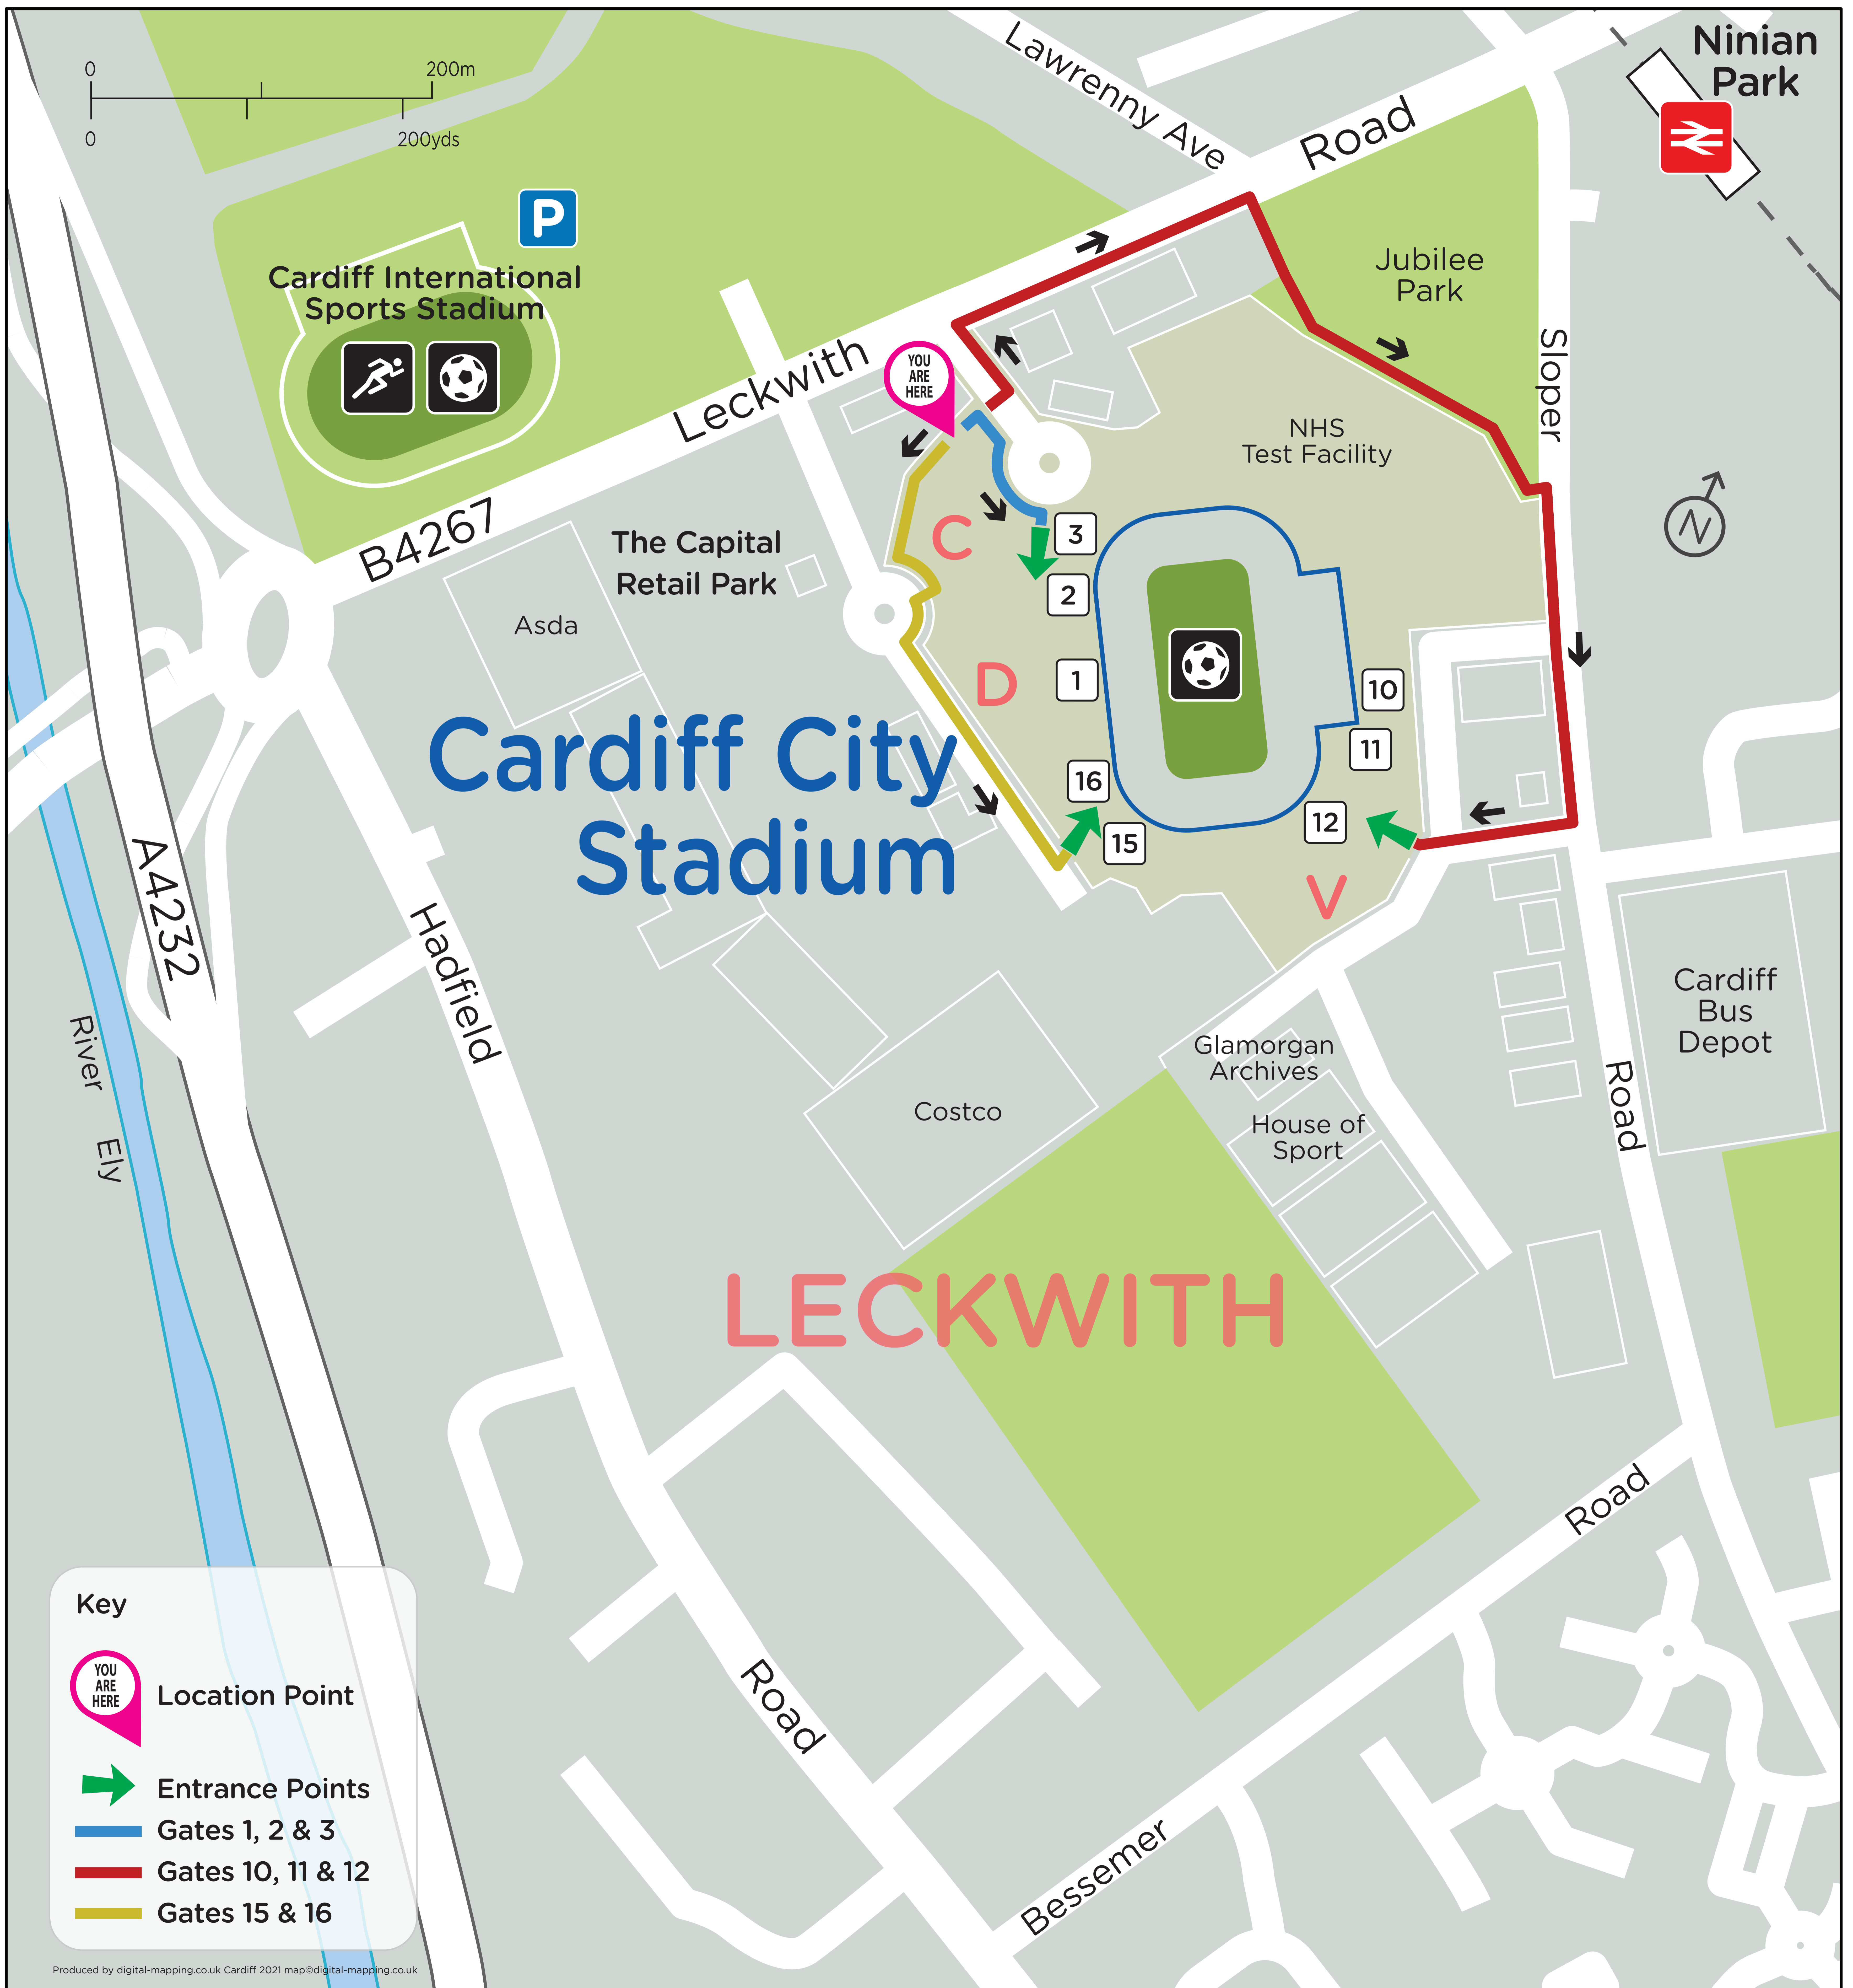 Ninian
Park
0
200m
0
200yds
Lawrenny Ave
Road
P
Cardiff International
Sports Stadium
Jubilee
Park
Sloper
Leckwith
YOU
ARE
HERE
NHS
Test Facility
N
B4267
The Capital
Retail Park
Asda
C
3
2
D
1
10
11
16
15
12
V
Cardiff City
Stadium
A4232
Hadfield
Cardiff
Bus
Depot
River
Ely
Glamorgan
Archives
House of
Sport
Costco
Road
LECKWITH
Road
Road
Bessemer
Key
YOU
ARE
HERE
Location Point
Entrance Points
Gates 1, 2 & 3
Gates 10, 11 & 12
Gates 15 & 16
Produced by digital-mapping.co.uk Cardiff 2021 map©digital-mapping.co.uk